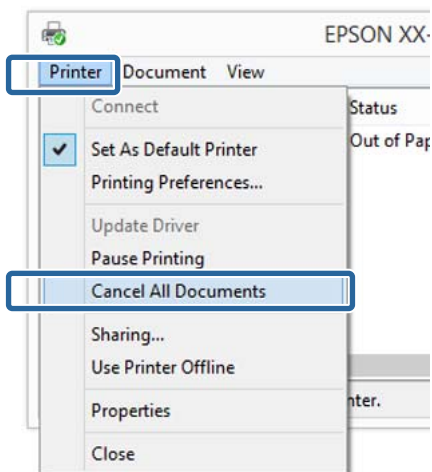 EPSON XX-
Printer Document View
Connect
Status
Set As Default Printer
Out of Pap
Printing Preferences...
Update Driver
Pause Printing
Cancel All Documents
Sharing...
Use Printer Offline
Properties
nter.
Close